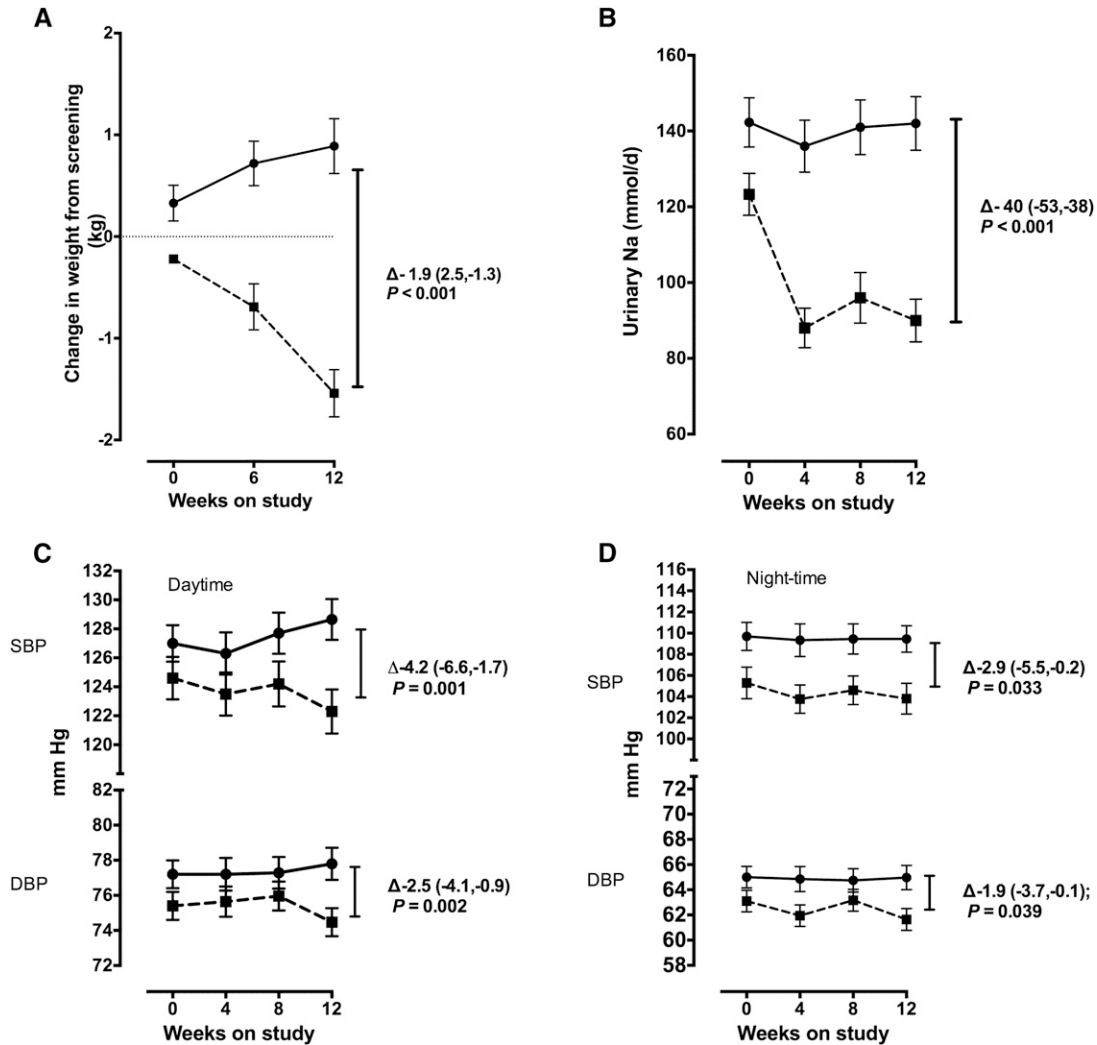 A
2
1
0
-1
-2
Change in weight from screening
(kg)
Δ- 1.9 (2.5,-1.3)
P < 0.001
0 6 12
Weeks on study
B
160
140
120
100
80
60
Urinary Na (mmol/d)
Δ- 40 (-53,-38)
P < 0.001
0 4 8 12
Weeks on study
C
Daytime
132
130
128
126
124
122
120
SBP
Δ-4.2 (-6.6,-1.7)
P = 0.001
mm Hg
82
80
78
76
74
72
DBP
Δ-2.5 (-4.1,-0.9)
P = 0.002
0 4 8 12
Weeks on study
D
Night-time
116
114
112
110
108
106
104
102
100
SBP
Δ-2.9 (-5.5,-0.2)
P = 0.033
mm Hg
72
70
68
66
64
62
60
58
DBP
Δ-1.9 (-3.7,-0.1);
P = 0.039
0 4 8 12
Weeks on study